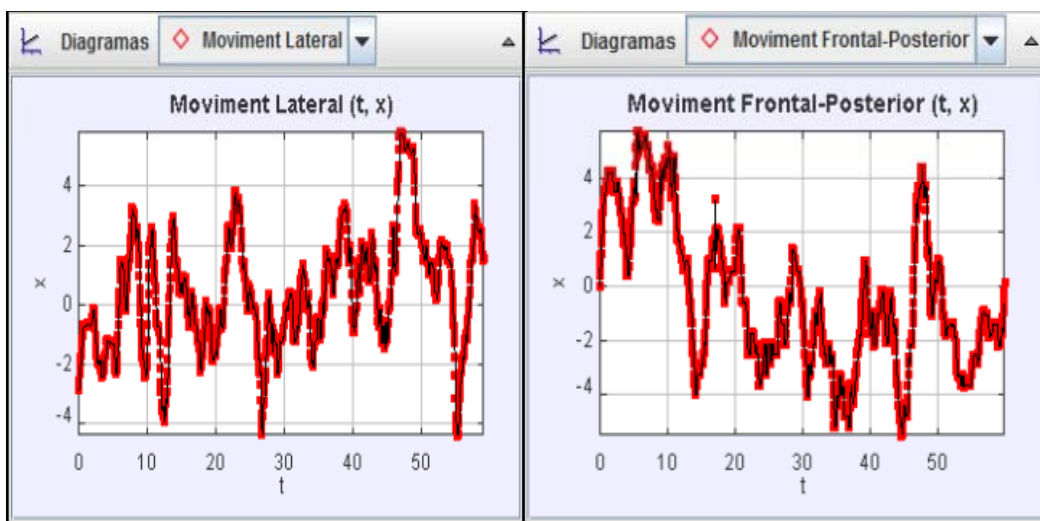 Diagramas Moviment Lateral
Moviment Lateral (t, x)
4
2
0
-2
-4
x
0 10 20 30 40 50
t
Diagramas Moviment Frontal-Posterior
Moviment Frontal-Posterior (t, x)
4
2
0
-2
-4
x
0 10 20 30 40 50
t